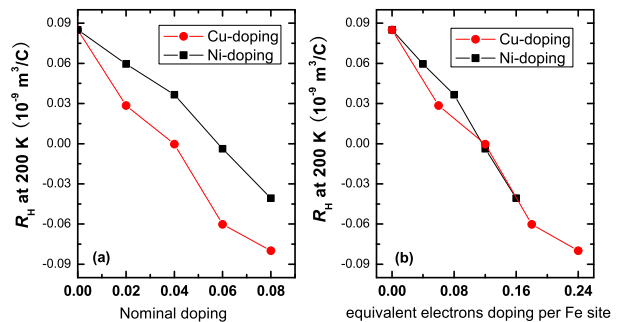 0.09
0.06
0.03
0.00
-0.03
-0.06
-0.09
R_H at 200 K (10^-9 m^3/C)
Cu-doping
Ni-doping
(a)
0.00 0.02 0.04 0.06 0.08
Nominal doping
0.09
0.06
0.03
0.00
-0.03
-0.06
-0.09
R_H at 200 K (10^-9 m^3/C)
Cu-doping
Ni-doping
(b)
0.00 0.08 0.16 0.24
equivalent electrons doping per Fe site